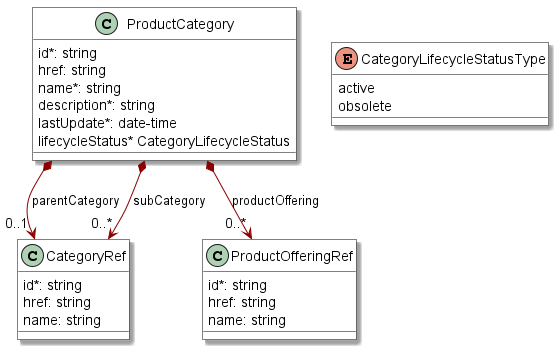 C ProductCategory
id*: string
href: string
name*: string
description*: string
lastUpdate*: date-time
lifecycleStatus* CategoryLifecycleStatus
E CategoryLifecycleStatusType
active
obsolete
parentCategory
subCategory
productOffering
0..1
0..*
0..*
C CategoryRef
id*: string
href: string
name: string
C ProductOfferingRef
id*: string
href: string
name: string